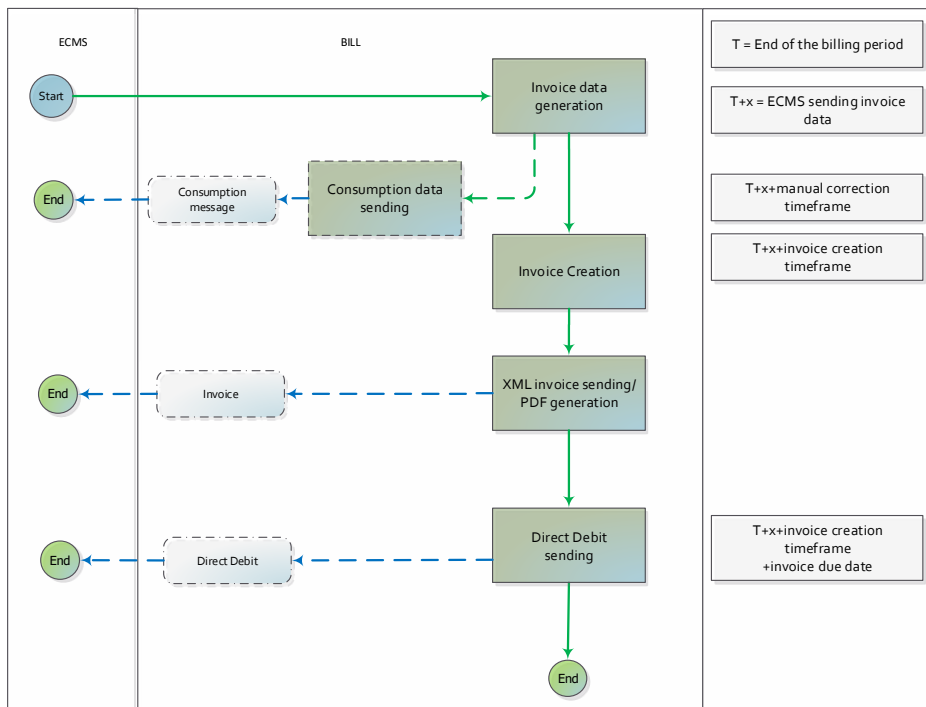 ECMS
BILL
T = End of the billing period
Start
Invoice data
generation
T+x = ECMS sending invoice
data
End
Consumption
message
Consumption data
sending
T+x+manual correction
timeframe
Invoice Creation
T+x+invoice creation
timeframe
End
Invoice
XML invoice sending/
PDF generation
End
Direct Debit
Direct Debit
sending
T+x+invoice creation
timeframe
+invoice due date
End